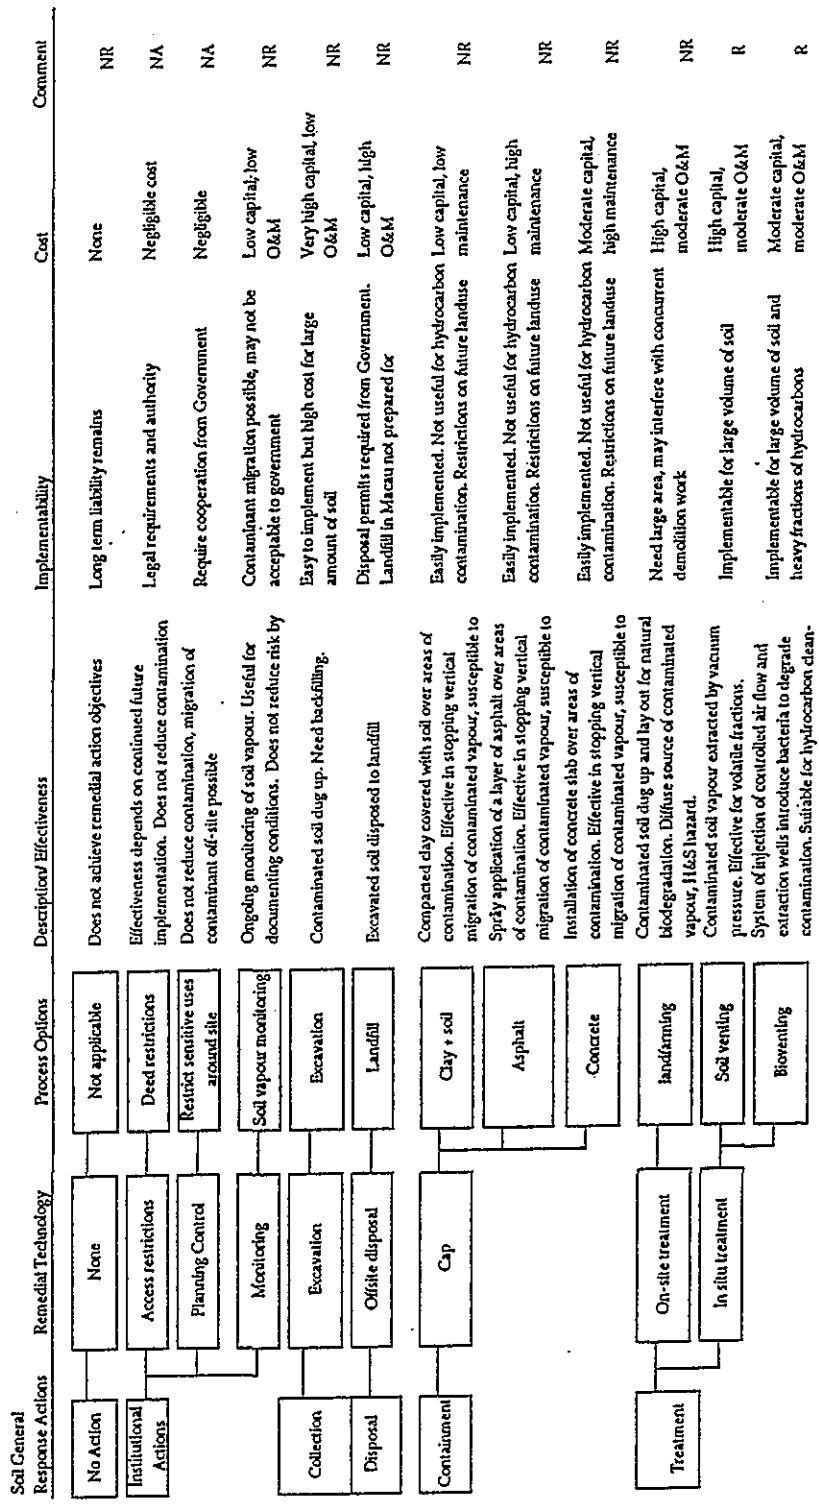 Soil General
Response Actions Remedial Technology Process Options Description/ Effectiveness Implementability Cost Comment
No Action None Not applicable Does not achieve remedial action objectives Long term liability remains None NR
Institutional
Actions
Access restrictions Deed restrictions Effectiveness depends on continued future
implementation. Does not reduce contamination
Legal requirements and authority Negligible cost NA
Planning Control Restrict sensitive uses
around site
Does not reduce contamination, migration of
contaminant off-site possible
Require cooperation from Government Negligible NA
Monitoring Soil vapour monitoring Ongoing monitoring of soil vapour. Useful for
documenting conditions. Does not reduce risk by
Contaminant migration possible, may not be
acceptable to government
Low capital; low
O&M
NR
Collection Excavation Excavation Contaminated soil dug up. Need backfilling.
Easy to implement but high cost for large
amount of soil
Very high capital, low
O&M
NR
Disposal Offsite disposal Landfill Excavated soil disposed to landfill
Disposal permits required from Government.
Landfill in Macau not prepared for
Low capital, high
O&M
NR
Containment Cap Clay + soil Compacted clay covered with soil over areas of
contamination. Effective in stopping vertical
migration of contaminated vapour, susceptible to
Easily implemented. Not useful for hydrocarbon
contamination. Restrictions on future landuse
Low capital, low
maintenance
NR
Asphalt Spray application of a layer of asphalt over areas
of contamination. Effective in stopping vertical
migration of contaminated vapour, susceptible to
Easily implemented. Not useful for hydrocarbon
contamination. Restrictions on future landuse
Low capital, high
maintenance
NR
Concrete Installation of concrete slab over areas of
contamination. Effective in stopping vertical
migration of contaminated vapour, susceptible to
Easily implemented. Not useful for hydrocarbon
contamination. Restrictions on future landuse
Moderate capital,
high maintenance
NR
Treatment On-site treatment landfarming Contaminated soil dug up and lay out for natural
biodegradation. Diffuse source of contaminated
vapour, H&S hazard.
Need large area, may interfere with concurrent
demolition work
High capital,
moderate O&M
NR
In situ treatment Soil venting Contaminated soil vapour extracted by vacuum
pressure. Effective for volatile fractions.
Implementable for large volume of soil
High capital,
moderate O&M
R
Bioventing System of injection of controlled air flow and
extraction wells introduce bacteria to degrade
contamination. Suitable for hydrocarbon clean-
Implementable for large volume of soil and
heavy fractions of hydrocarbons
Moderate capital,
moderate O&M
R